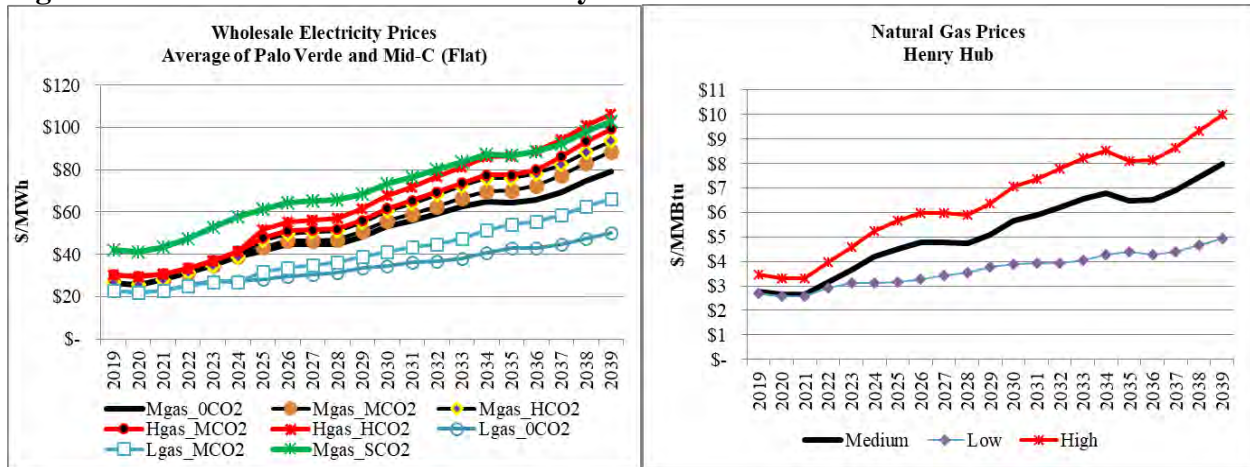 Wholesale Electricity Prices
Average of Palo Verde and Mid-C (Flat)
$/MWh
$120
$100
$80
$60
$40
$20
$-
2019 2020 2021 2022 2023 2024 2025 2026 2027 2028 2029 2030 2031 2032 2033 2034 2035 2036 2037 2038 2039
Mgas_0CO2 Mgas_MCO2 Mgas_HCO2
Hgas_MCO2 Hgas_HCO2 Lgas_0CO2
Lgas_MCO2 Mgas_SCO2
Natural Gas Prices
Henry Hub
$/MMBtu
$11
$10
$9
$8
$7
$6
$5
$4
$3
$2
$1
$-
2019 2020 2021 2022 2023 2024 2025 2026 2027 2028 2029 2030 2031 2032 2033 2034 2035 2036 2037 2038 2039
Medium Low High